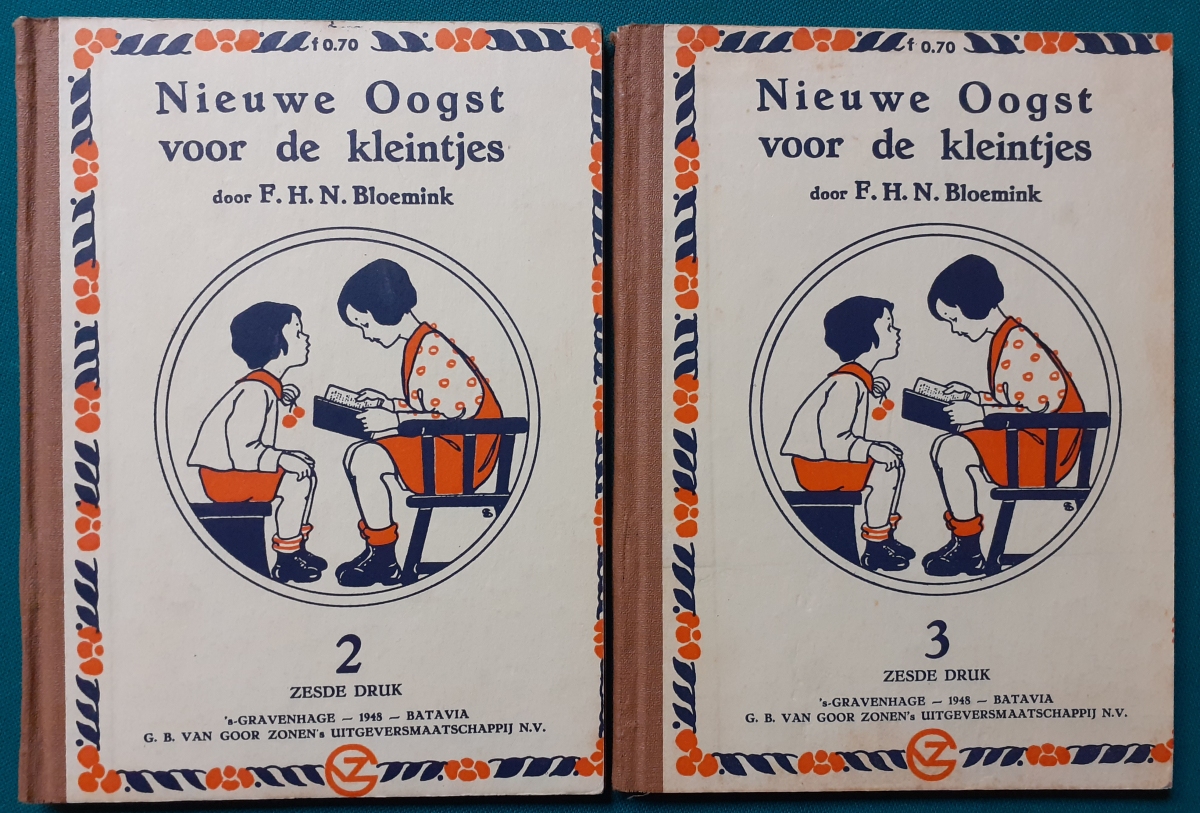 f 0.70
Nieuwe Oogst
voor de kleintjes
door F. H. N. Bloemink
2
ZESDE DRUK
's-GRAVENHAGE – 1948 – BATAVIA
G. B. VAN GOOR ZONEN's UITGEVERSMAATSCHAPPIJ N.V.
f 0.70
Nieuwe Oogst
voor de kleintjes
door F. H. N. Bloemink
3
ZESDE DRUK
's-GRAVENHAGE – 1948 – BATAVIA
G. B. VAN GOOR ZONEN's UITGEVERSMAATSCHAPPIJ N.V.